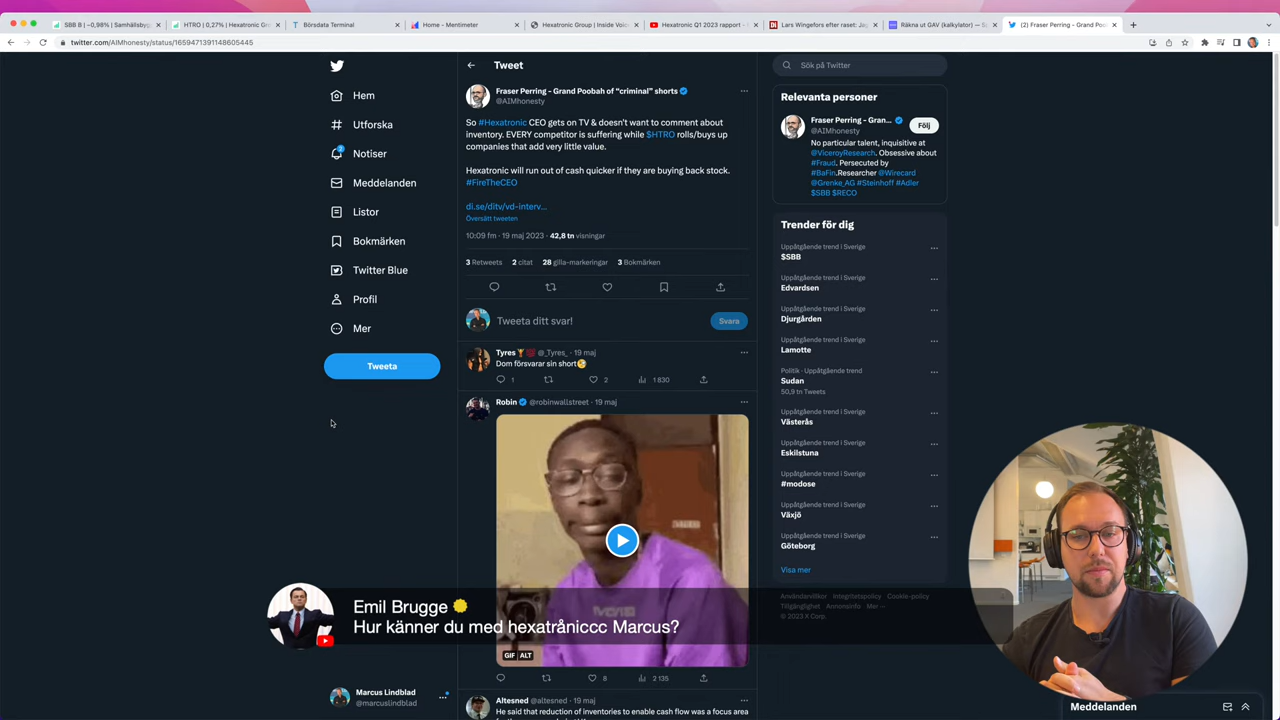 SBB B | −0,98% | Samhällsbyg
HTRO | 0,27% | Hexatronic Gr
Börsdata Terminal
Home - Mentimeter
Hexatronic Group | Inside Voic
Hexatronic Q1 2023 rapport -
Lars Wingefors efter raset: Jag
Räkna ut GAV (kalkylator) —
(2) Fraser Perring - Grand Poo
twitter.com/AIMhonesty/status/1659471391148605445
Hem
Utforska
2
Notiser
Meddelanden
Listor
Bokmärken
Twitter Blue
Profil
Mer
Tweeta
Marcus Lindblad
@marcuslindblad
Tweet
Fraser Perring - Grand Poobah of “criminal” shorts
@AIMhonesty
So #Hexatronic CEO gets on TV & doesn't want to comment about
inventory. EVERY competitor is suffering while $HTRO rolls/buys up
companies that add very little value.
Hexatronic will run out of cash quicker if they are buying back stock.
#FireTheCEO
di.se/ditv/vd-interv...
Översätt tweeten
10:09 fm · 19 maj 2023 · 42,8 tn visningar
3 Retweets 2 citat 28 gilla-markeringar 3 Bokmärken
Tweeta ditt svar!
Svara
Tyres @_Tyres_ · 19 maj
Dom försvarar sin short
1 2 1 830
Robin @robinwallstreet · 19 maj
GIF ALT
8 2 135
Altesned @altesned · 19 maj
He said that reduction of inventories to enable cash flow was a focus area
Sök på Twitter
Relevanta personer
Fraser Perring - Gran...
@AIMhonesty
Följ
No particular talent, inquisitive at
@ViceroyResearch. Obsessive about
#Fraud. Persecuted by
#BaFin.Researcher @Wirecard
@Grenke_AG #Steinhoff #Adler
$SBB $RECO
Trender för dig
Uppåtgående trend i Sverige
$SBB
Uppåtgående trend i Sverige
Edvardsen
Uppåtgående trend i Sverige
Djurgården
Uppåtgående trend i Sverige
Lamotte
Politik · Uppåtgående trend
Sudan
50,9 tn Tweets
Uppåtgående trend i Sverige
Västerås
Uppåtgående trend i Sverige
Eskilstuna
Uppåtgående trend i Sverige
#modose
Uppåtgående trend i Sverige
Växjö
Uppåtgående trend i Sverige
Göteborg
Visa mer
Användarvillkor Integritetspolicy Cookie-policy
Tillgänglighet Annonsinfo Mer
© 2023 X Corp.
Emil Brugge
Hur känner du med hexatråniccc Marcus?
Meddelanden